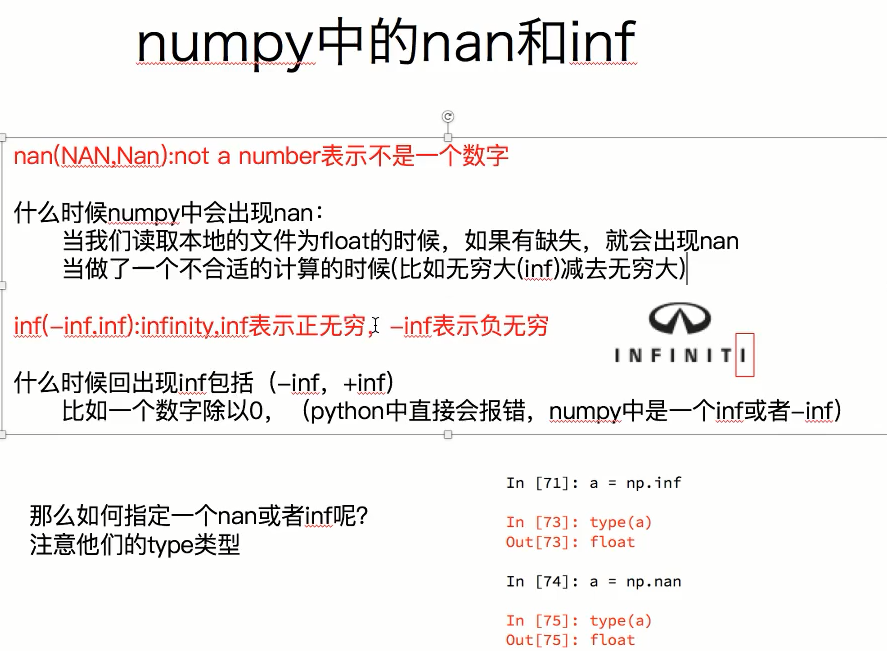 numpy中的nan和inf
nan(NAN,Nan):not a number表示不是一个数字
什么时候numpy中会出现nan：
当我们读取本地的文件为float的时候，如果有缺失，就会出现nan
当做了一个不合适的计算的时候(比如无穷大(inf)减去无穷大)
inf(-inf,inf):infinity,inf表示正无穷，-inf表示负无穷
INFINITI
什么时候回出现inf包括（-inf，+inf）
比如一个数字除以0，（python中直接会报错，numpy中是一个inf或者-inf）
那么如何指定一个nan或者inf呢？
注意他们的type类型
In [71]: a = np.inf
In [73]: type(a)
Out[73]: float
In [74]: a = np.nan
In [75]: type(a)
Out[75]: float